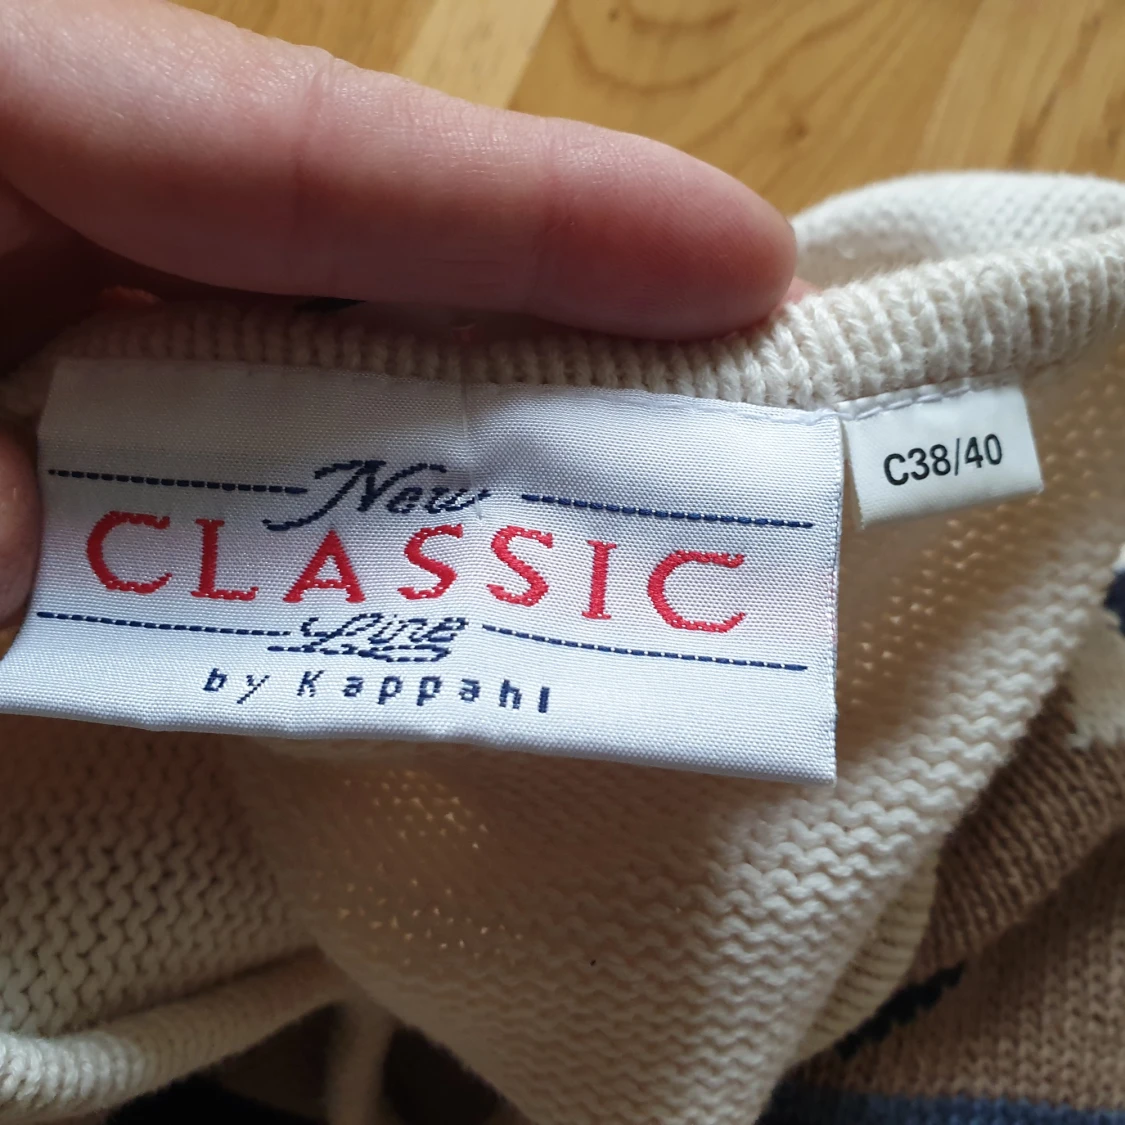 New
CLASSIC
Line
by Kappahl
C38/40